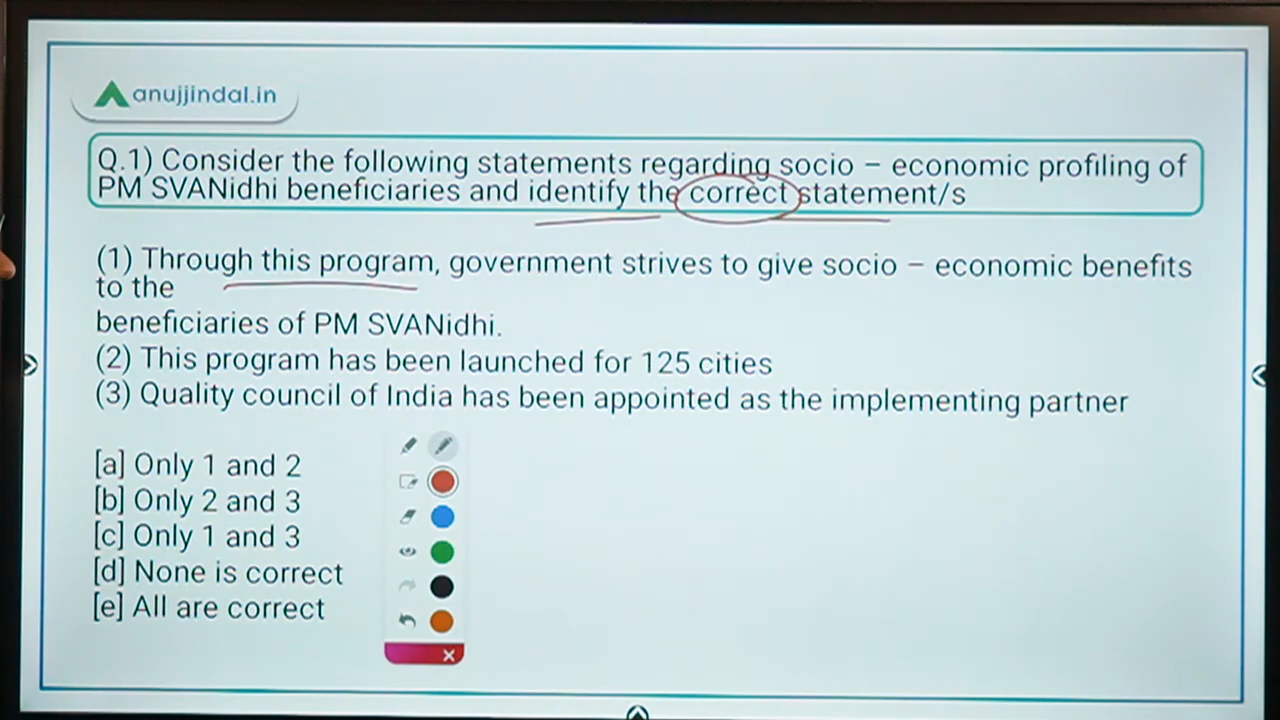 anujjindal.in
Q.1) Consider the following statements regarding socio – economic profiling of
PM SVANidhi beneficiaries and identify the correct statement/s
(1) Through this program, government strives to give socio – economic benefits
to the
beneficiaries of PM SVANidhi.
(2) This program has been launched for 125 cities
(3) Quality council of India has been appointed as the implementing partner
[a] Only 1 and 2
[b] Only 2 and 3
[c] Only 1 and 3
[d] None is correct
[e] All are correct